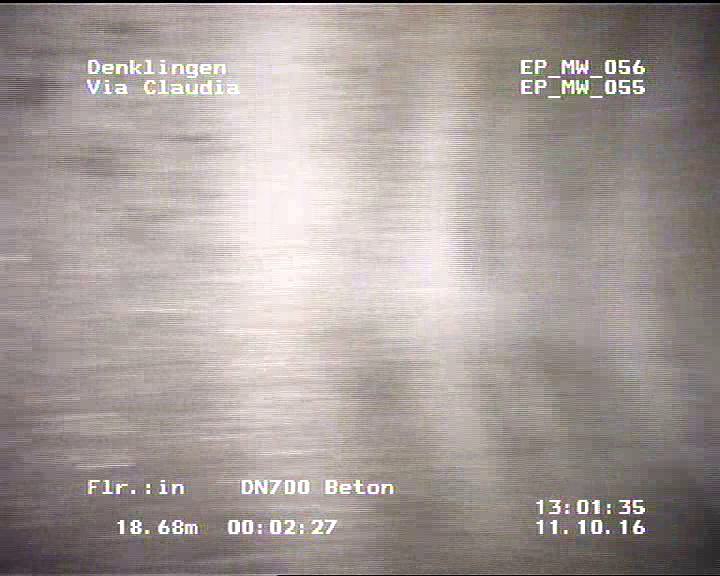 Denklingen
Via Claudia
EP_MW_056
EP_MW_055
Flr.:in DN700 Beton
18.68m 00:02:27
13:01:35
11.10.16